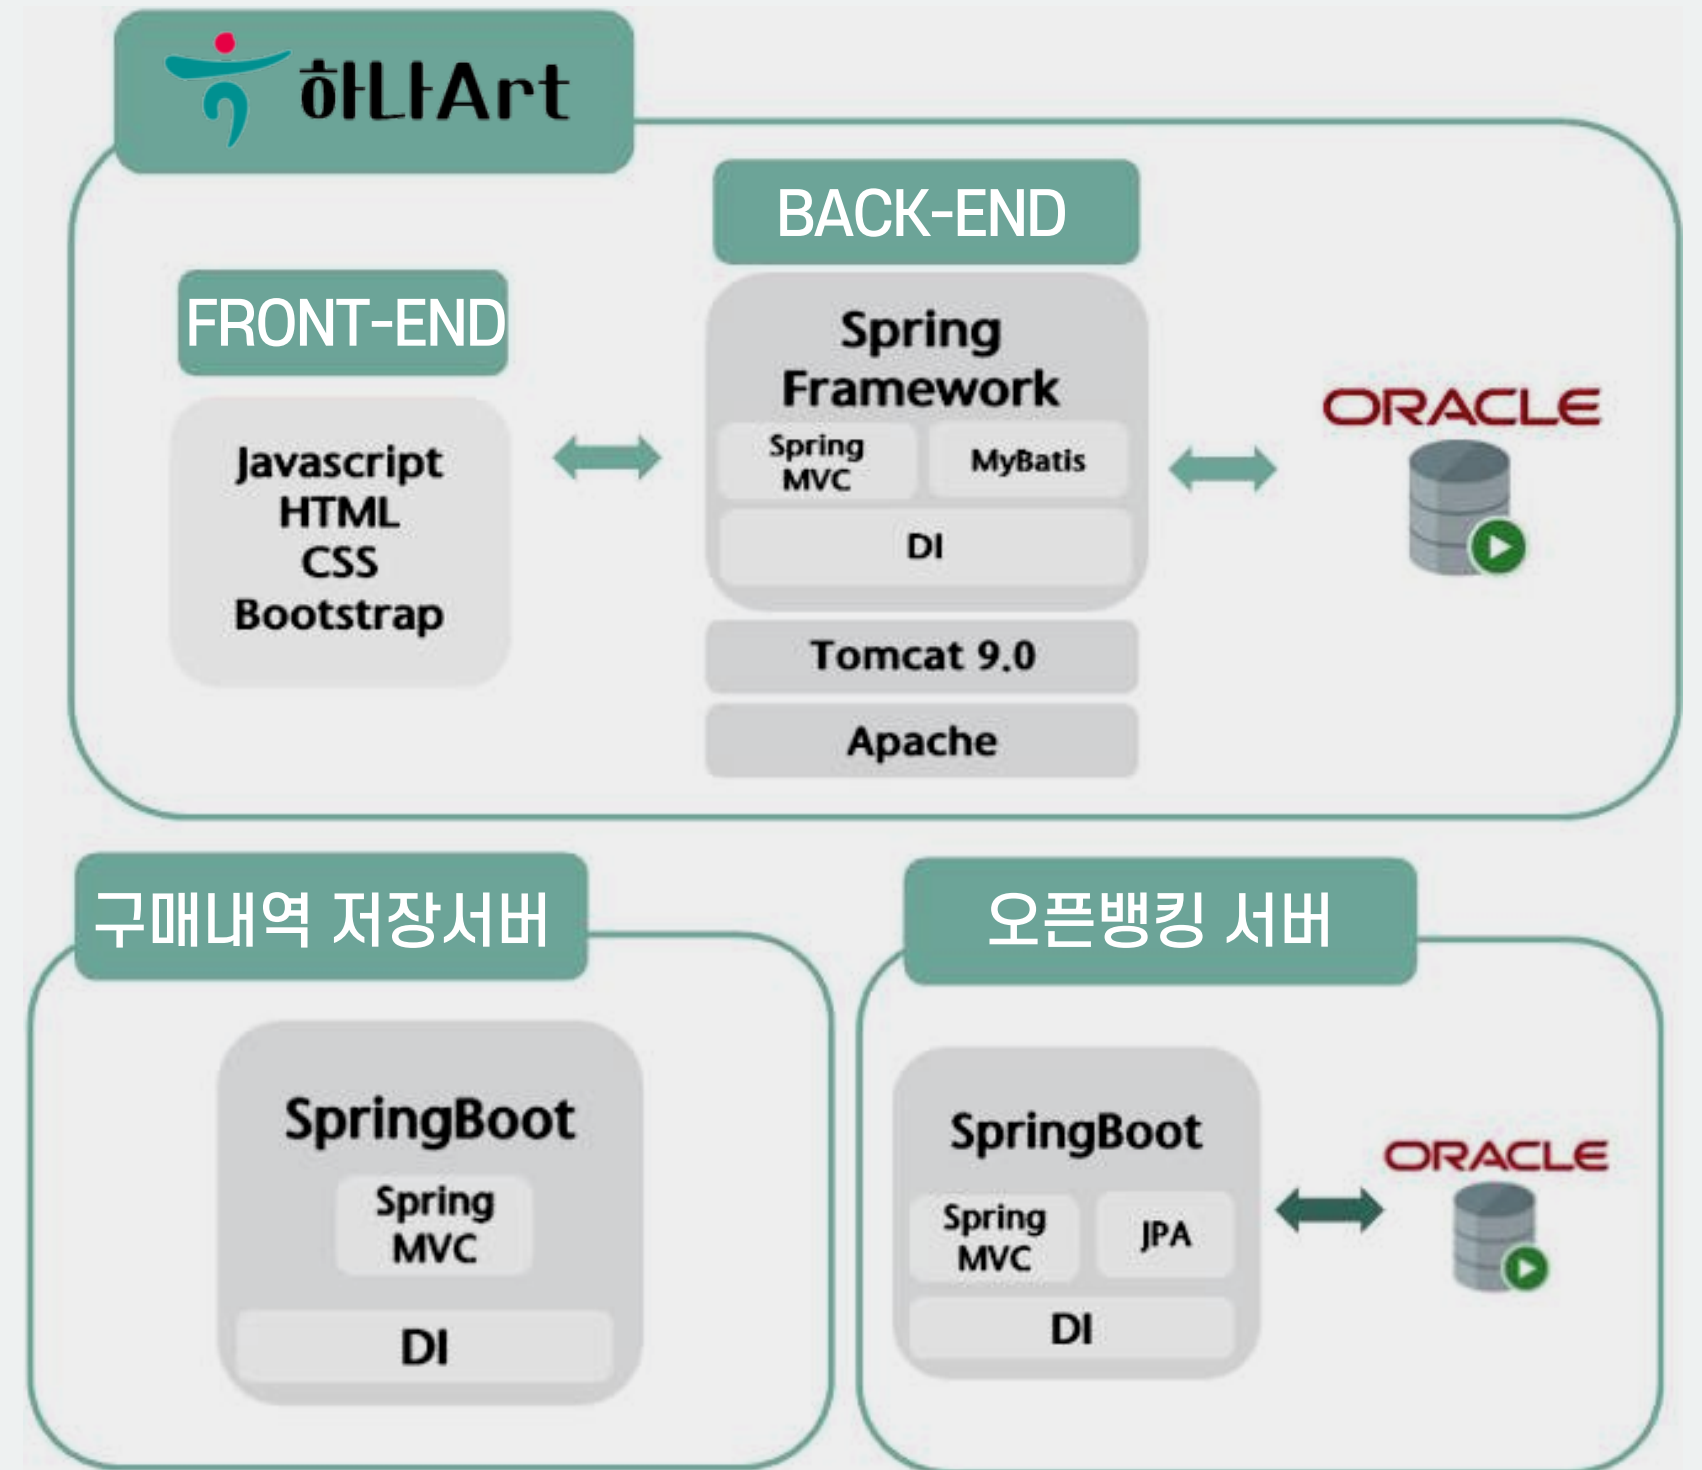 하나Art
BACK-END
FRONT-END
Spring
Framework
Spring
MVC
MyBatis
DI
Tomcat 9.0
Apache
Javascript
HTML
CSS
Bootstrap
ORACLE
구매내역 저장서버
SpringBoot
Spring
MVC
DI
오픈뱅킹 서버
SpringBoot
Spring
MVC
JPA
DI
ORACLE